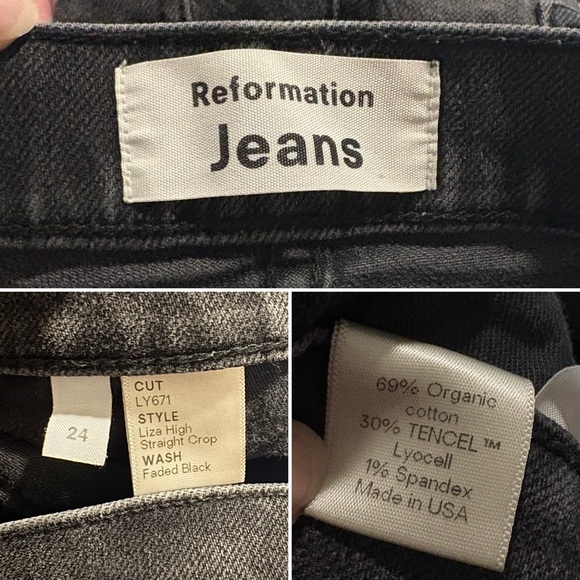 Reformation
Jeans
24
CUT
LY671
STYLE
Liza High
Straight Crop
WASH
Faded Black
69% Organic
cotton
30% TENCEL™
Lyocell
1% Spandex
Made in USA